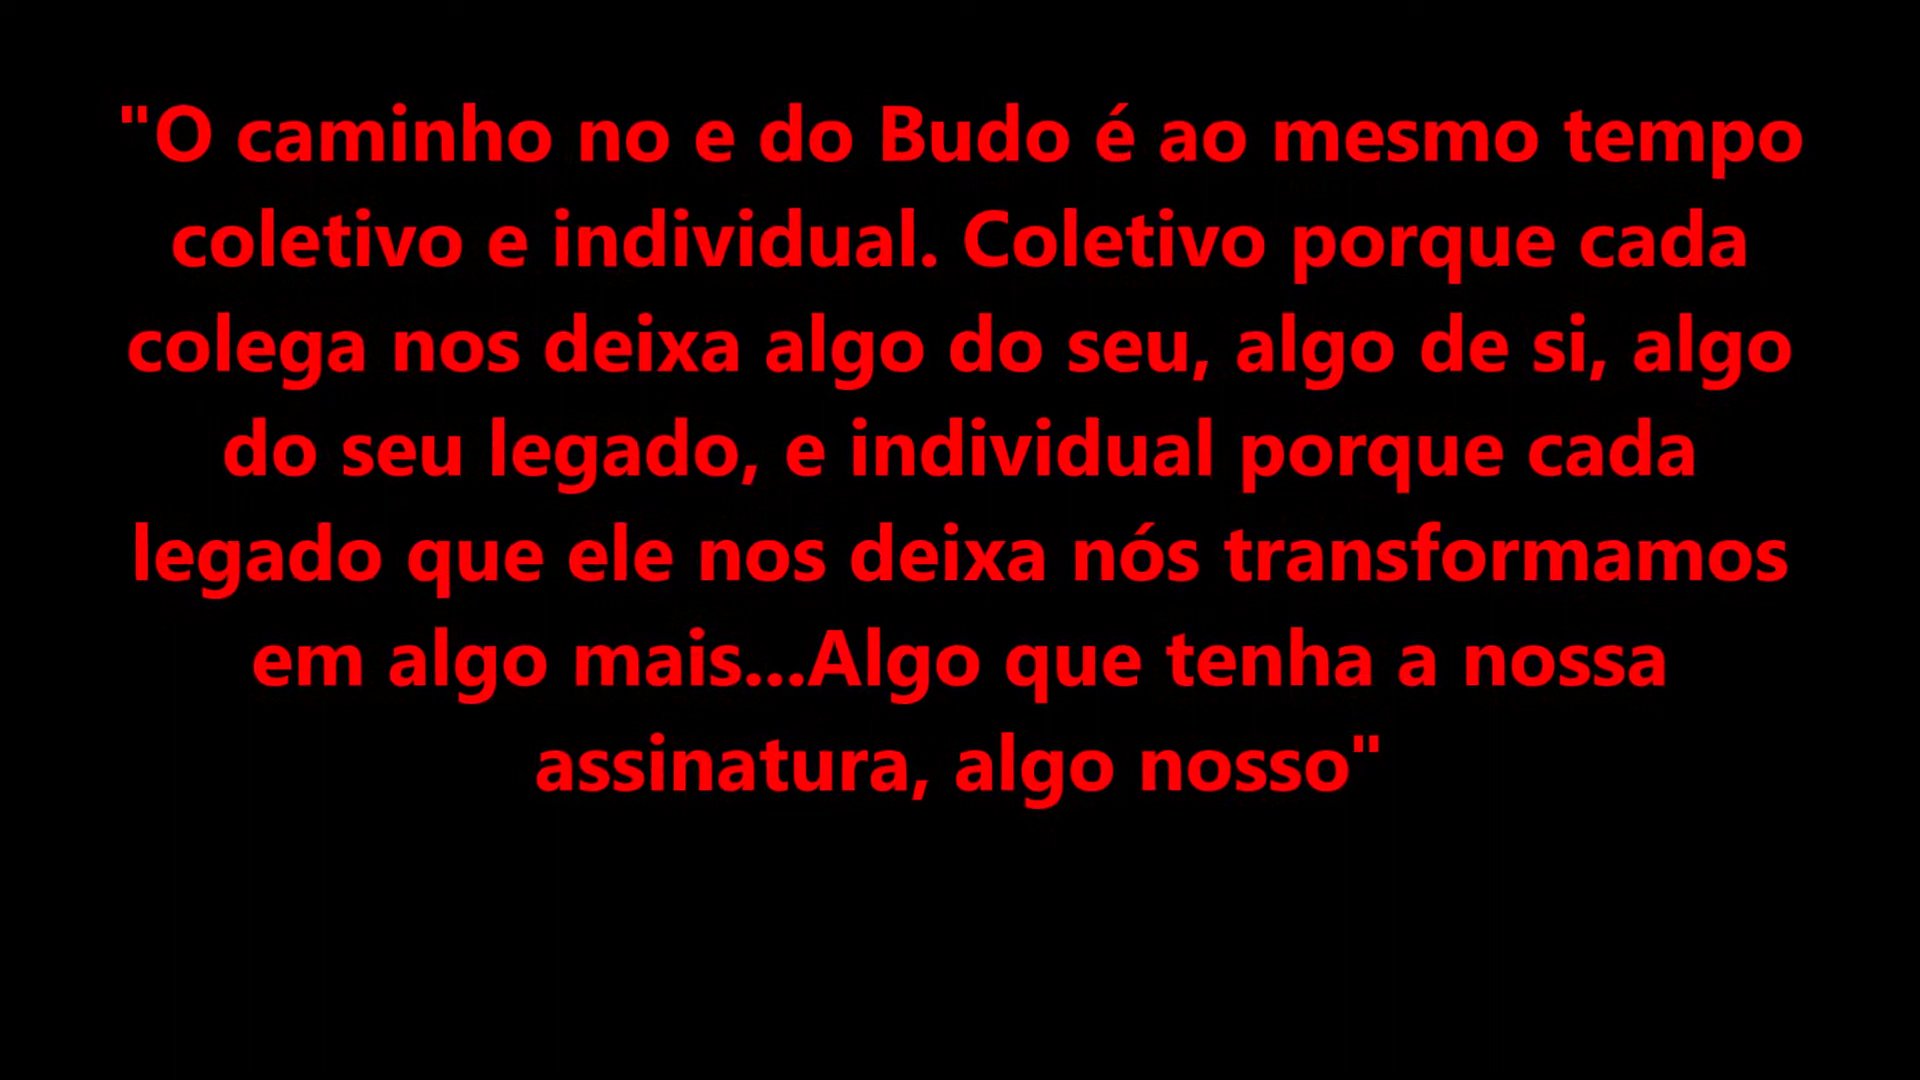 "O caminho no e do Budo é ao mesmo tempo
coletivo e individual. Coletivo porque cada
colega nos deixa algo do seu, algo de si, algo
do seu legado, e individual porque cada
legado que ele nos deixa nós transformamos
em algo mais...Algo que tenha a nossa
assinatura, algo nosso"